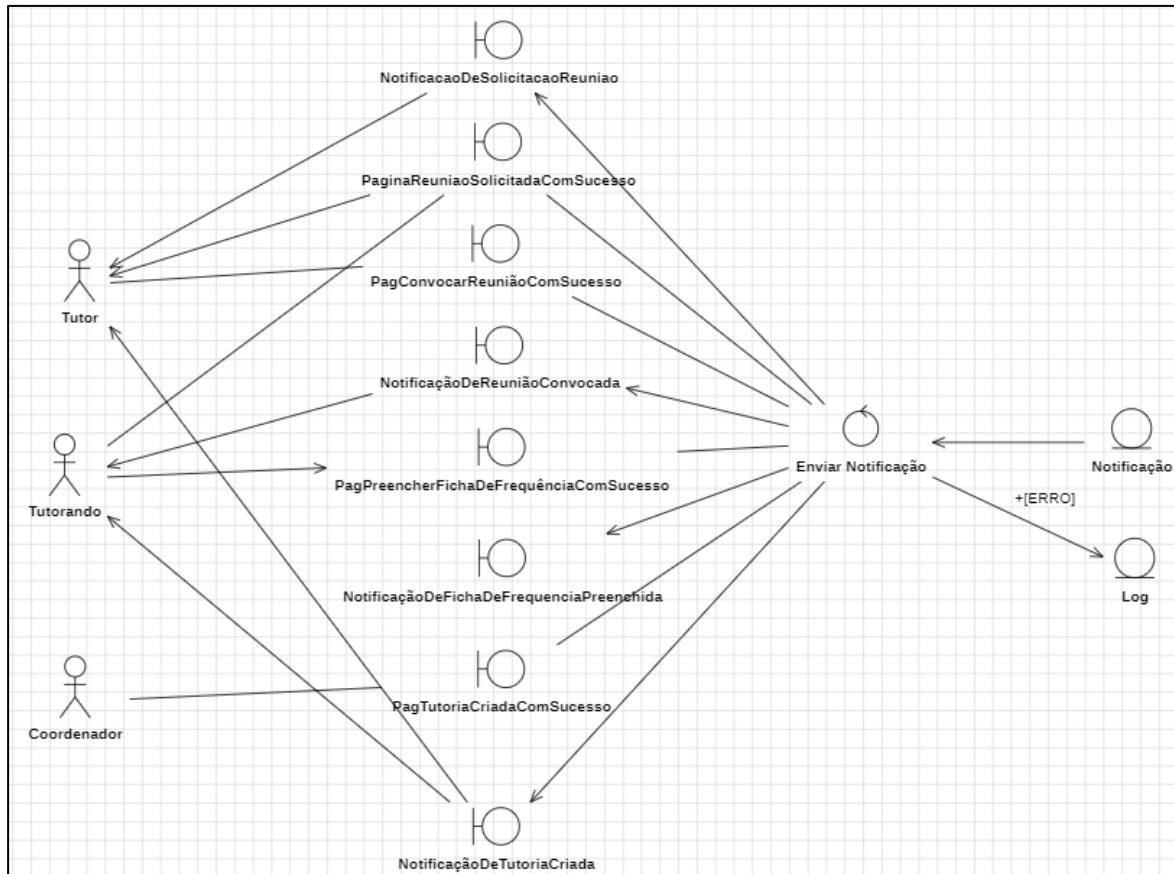 NotificacaoDeSolicitacaoReuniao
PaginaReuniaoSolicitadaComSucesso
PagConvocarReuniãoComSucesso
Tutor
NotificaçãoDeReuniãoConvocada
Enviar Notificação
Notificação
PagPreencherFichaDeFrequênciaComSucesso
+[ERRO]
Tutorando
NotificaçãoDeFichaDeFrequenciaPreenchida
Log
PagTutoriaCriadaComSucesso
Coordenador
NotificaçãoDeTutoriaCriada